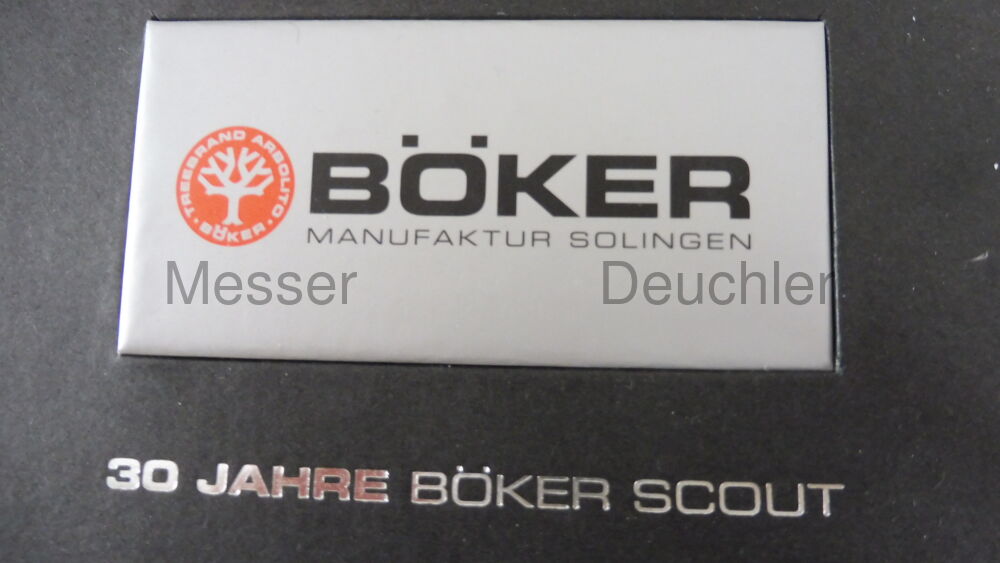 TREEBRAND ARBOLITO · BÖKER ·
BÖKER
MANUFAKTUR SOLINGEN
Messer Deuchler
30 JAHRE BÖKER SCOUT